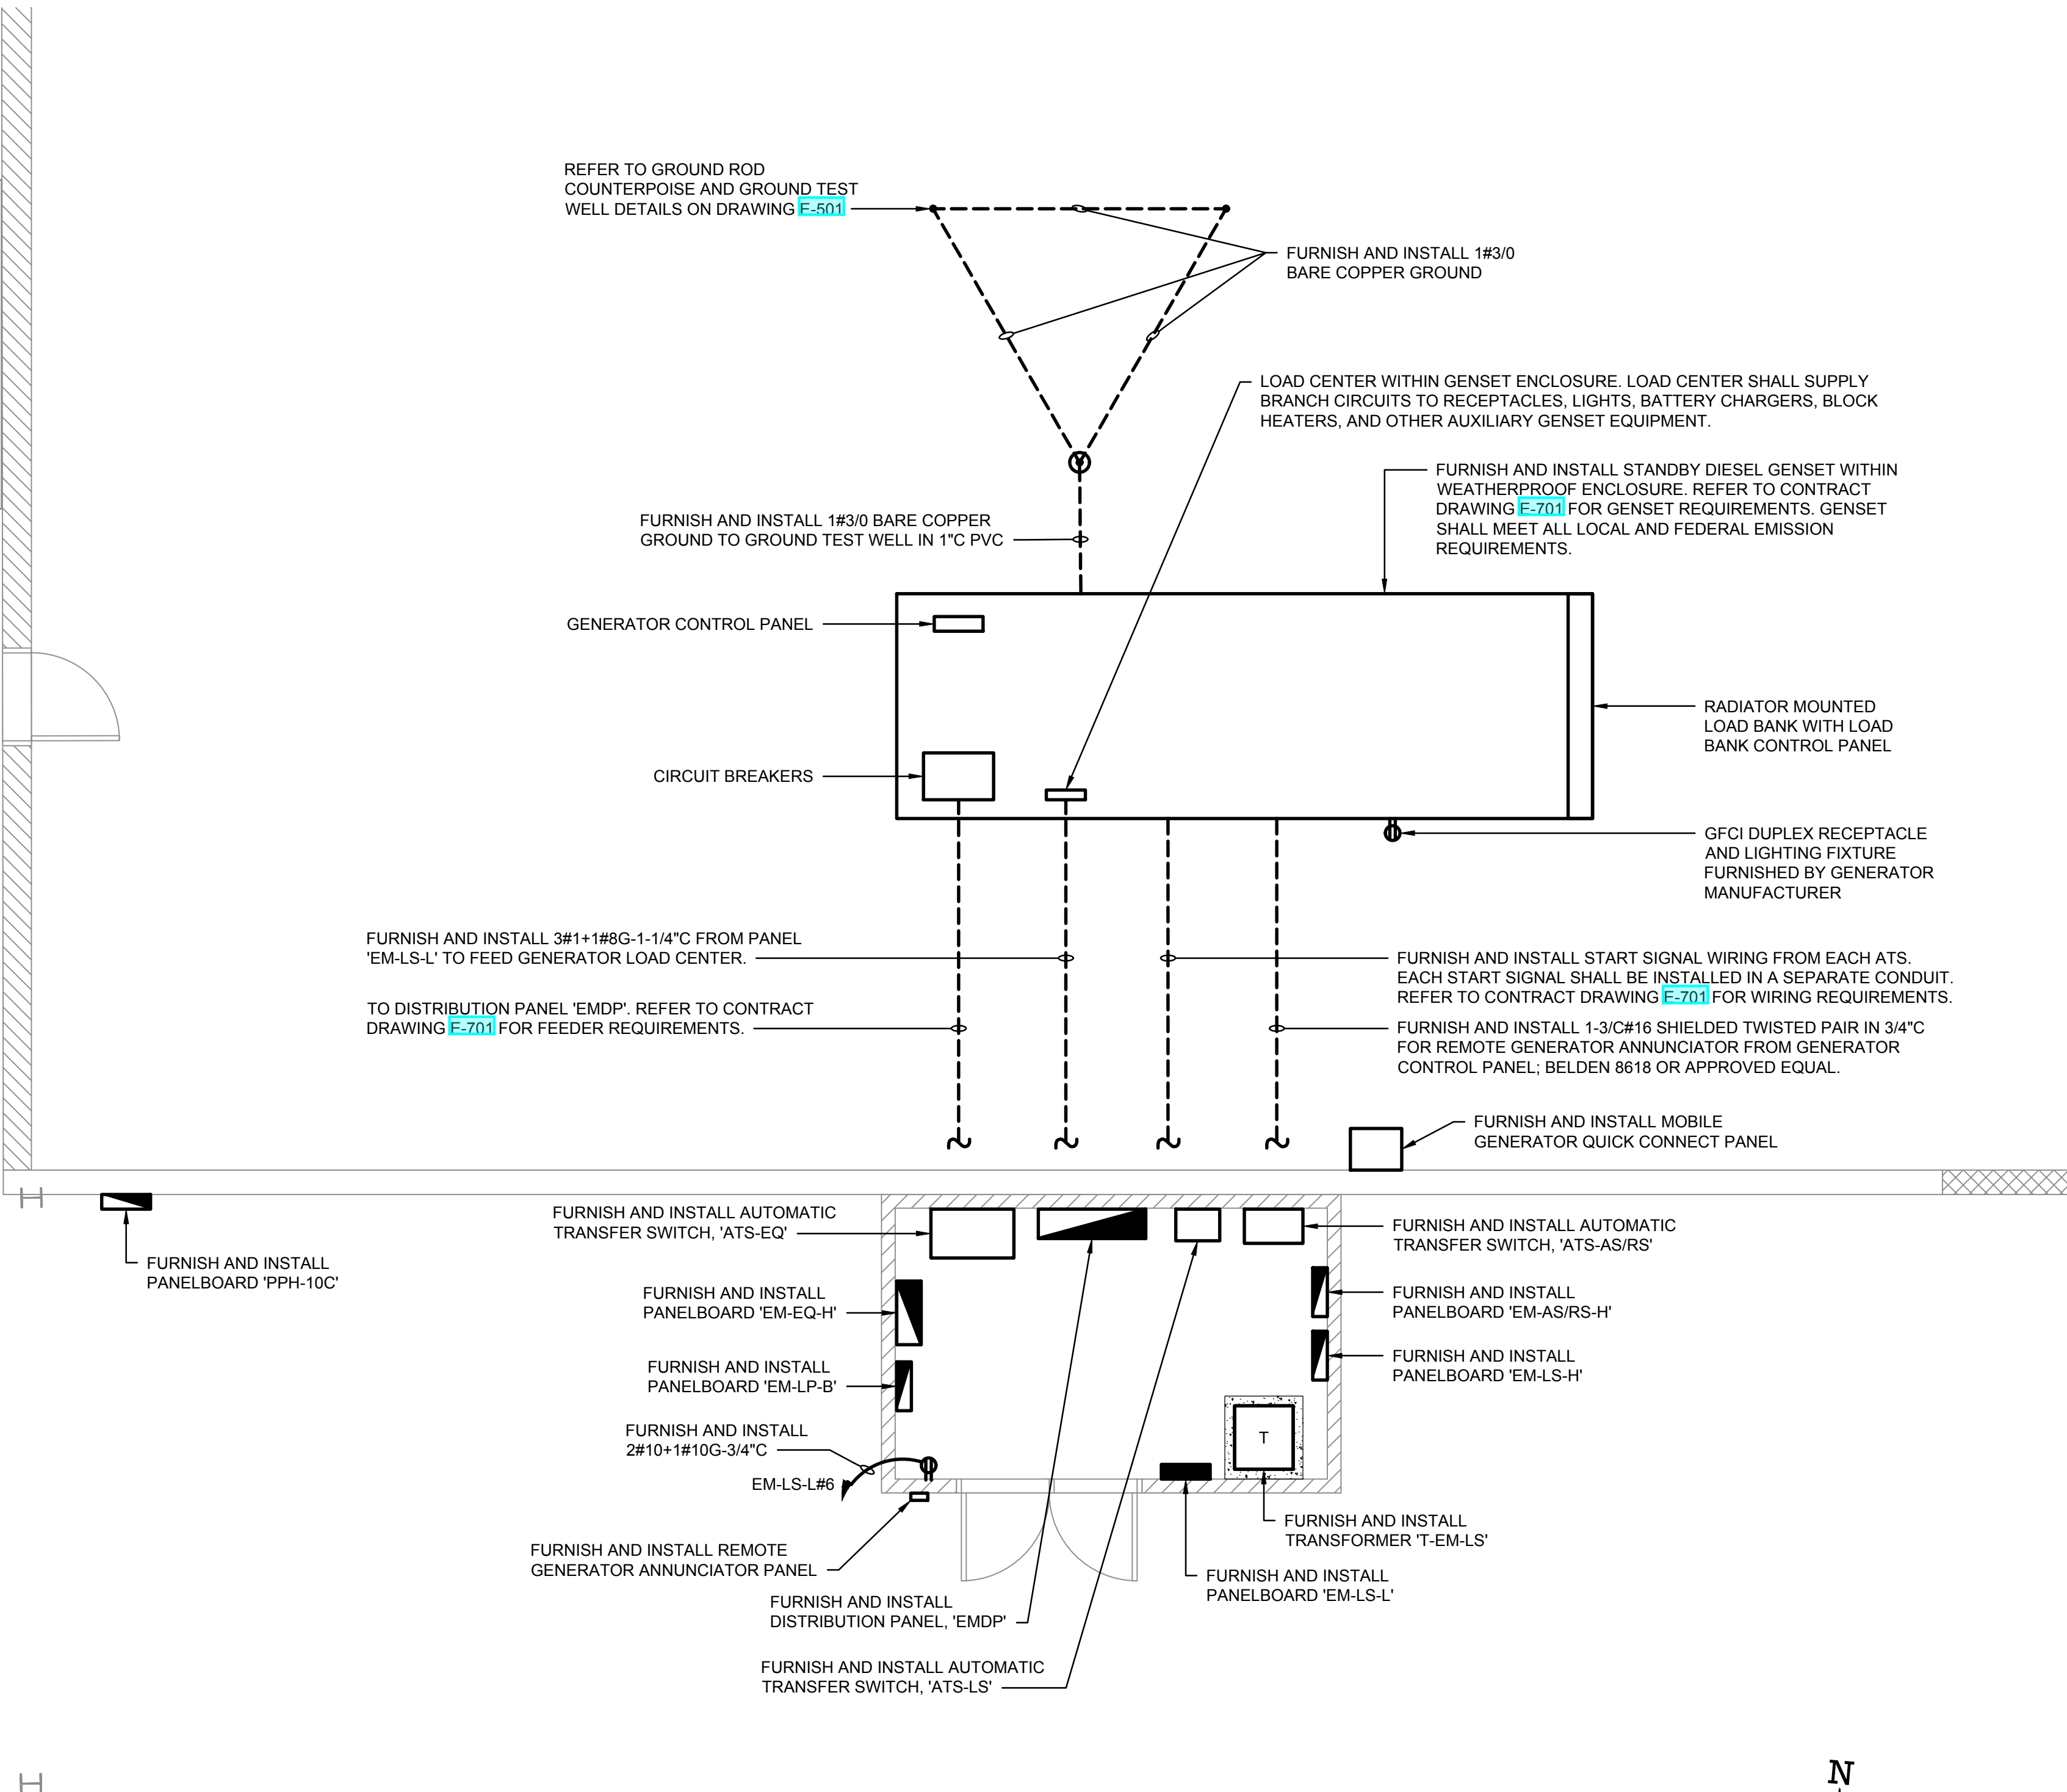 REFER TO GROUND ROD
COUNTERPOISE AND GROUND TEST
WELL DETAILS ON DRAWING E-501
FURNISH AND INSTALL 1#3/0
BARE COPPER GROUND
LOAD CENTER WITHIN GENSET ENCLOSURE. LOAD CENTER SHALL SUPPLY
BRANCH CIRCUITS TO RECEPTACLES, LIGHTS, BATTERY CHARGERS, BLOCK
HEATERS, AND OTHER AUXILIARY GENSET EQUIPMENT.
FURNISH AND INSTALL STANDBY DIESEL GENSET WITHIN
WEATHERPROOF ENCLOSURE. REFER TO CONTRACT
DRAWING E-701 FOR GENSET REQUIREMENTS. GENSET
SHALL MEET ALL LOCAL AND FEDERAL EMISSION
REQUIREMENTS.
FURNISH AND INSTALL 1#3/0 BARE COPPER
GROUND TO GROUND TEST WELL IN 1"C PVC
GENERATOR CONTROL PANEL
RADIATOR MOUNTED
LOAD BANK WITH LOAD
BANK CONTROL PANEL
CIRCUIT BREAKERS
GFCI DUPLEX RECEPTACLE
AND LIGHTING FIXTURE
FURNISHED BY GENERATOR
MANUFACTURER
FURNISH AND INSTALL 3#1+1#8G-1-1/4"C FROM PANEL
'EM-LS-L' TO FEED GENERATOR LOAD CENTER.
FURNISH AND INSTALL START SIGNAL WIRING FROM EACH ATS.
EACH START SIGNAL SHALL BE INSTALLED IN A SEPARATE CONDUIT.
REFER TO CONTRACT DRAWING E-701 FOR WIRING REQUIREMENTS.
TO DISTRIBUTION PANEL 'EMDP'. REFER TO CONTRACT
DRAWING E-701 FOR FEEDER REQUIREMENTS.
FURNISH AND INSTALL 1-3/C#16 SHIELDED TWISTED PAIR IN 3/4"C
FOR REMOTE GENERATOR ANNUNCIATOR FROM GENERATOR
CONTROL PANEL; BELDEN 8618 OR APPROVED EQUAL.
FURNISH AND INSTALL MOBILE
GENERATOR QUICK CONNECT PANEL
FURNISH AND INSTALL
PANELBOARD 'PPH-10C'
FURNISH AND INSTALL AUTOMATIC
TRANSFER SWITCH, 'ATS-EQ'
FURNISH AND INSTALL AUTOMATIC
TRANSFER SWITCH, 'ATS-AS/RS'
FURNISH AND INSTALL
PANELBOARD 'EM-EQ-H'
FURNISH AND INSTALL
PANELBOARD 'EM-AS/RS-H'
FURNISH AND INSTALL
PANELBOARD 'EM-LP-B'
FURNISH AND INSTALL
PANELBOARD 'EM-LS-H'
FURNISH AND INSTALL
2#10+1#10G-3/4"C
EM-LS-L#6
T
FURNISH AND INSTALL REMOTE
GENERATOR ANNUNCIATOR PANEL
FURNISH AND INSTALL
TRANSFORMER 'T-EM-LS'
FURNISH AND INSTALL
PANELBOARD 'EM-LS-L'
FURNISH AND INSTALL
DISTRIBUTION PANEL, 'EMDP'
FURNISH AND INSTALL AUTOMATIC
TRANSFER SWITCH, 'ATS-LS'
N